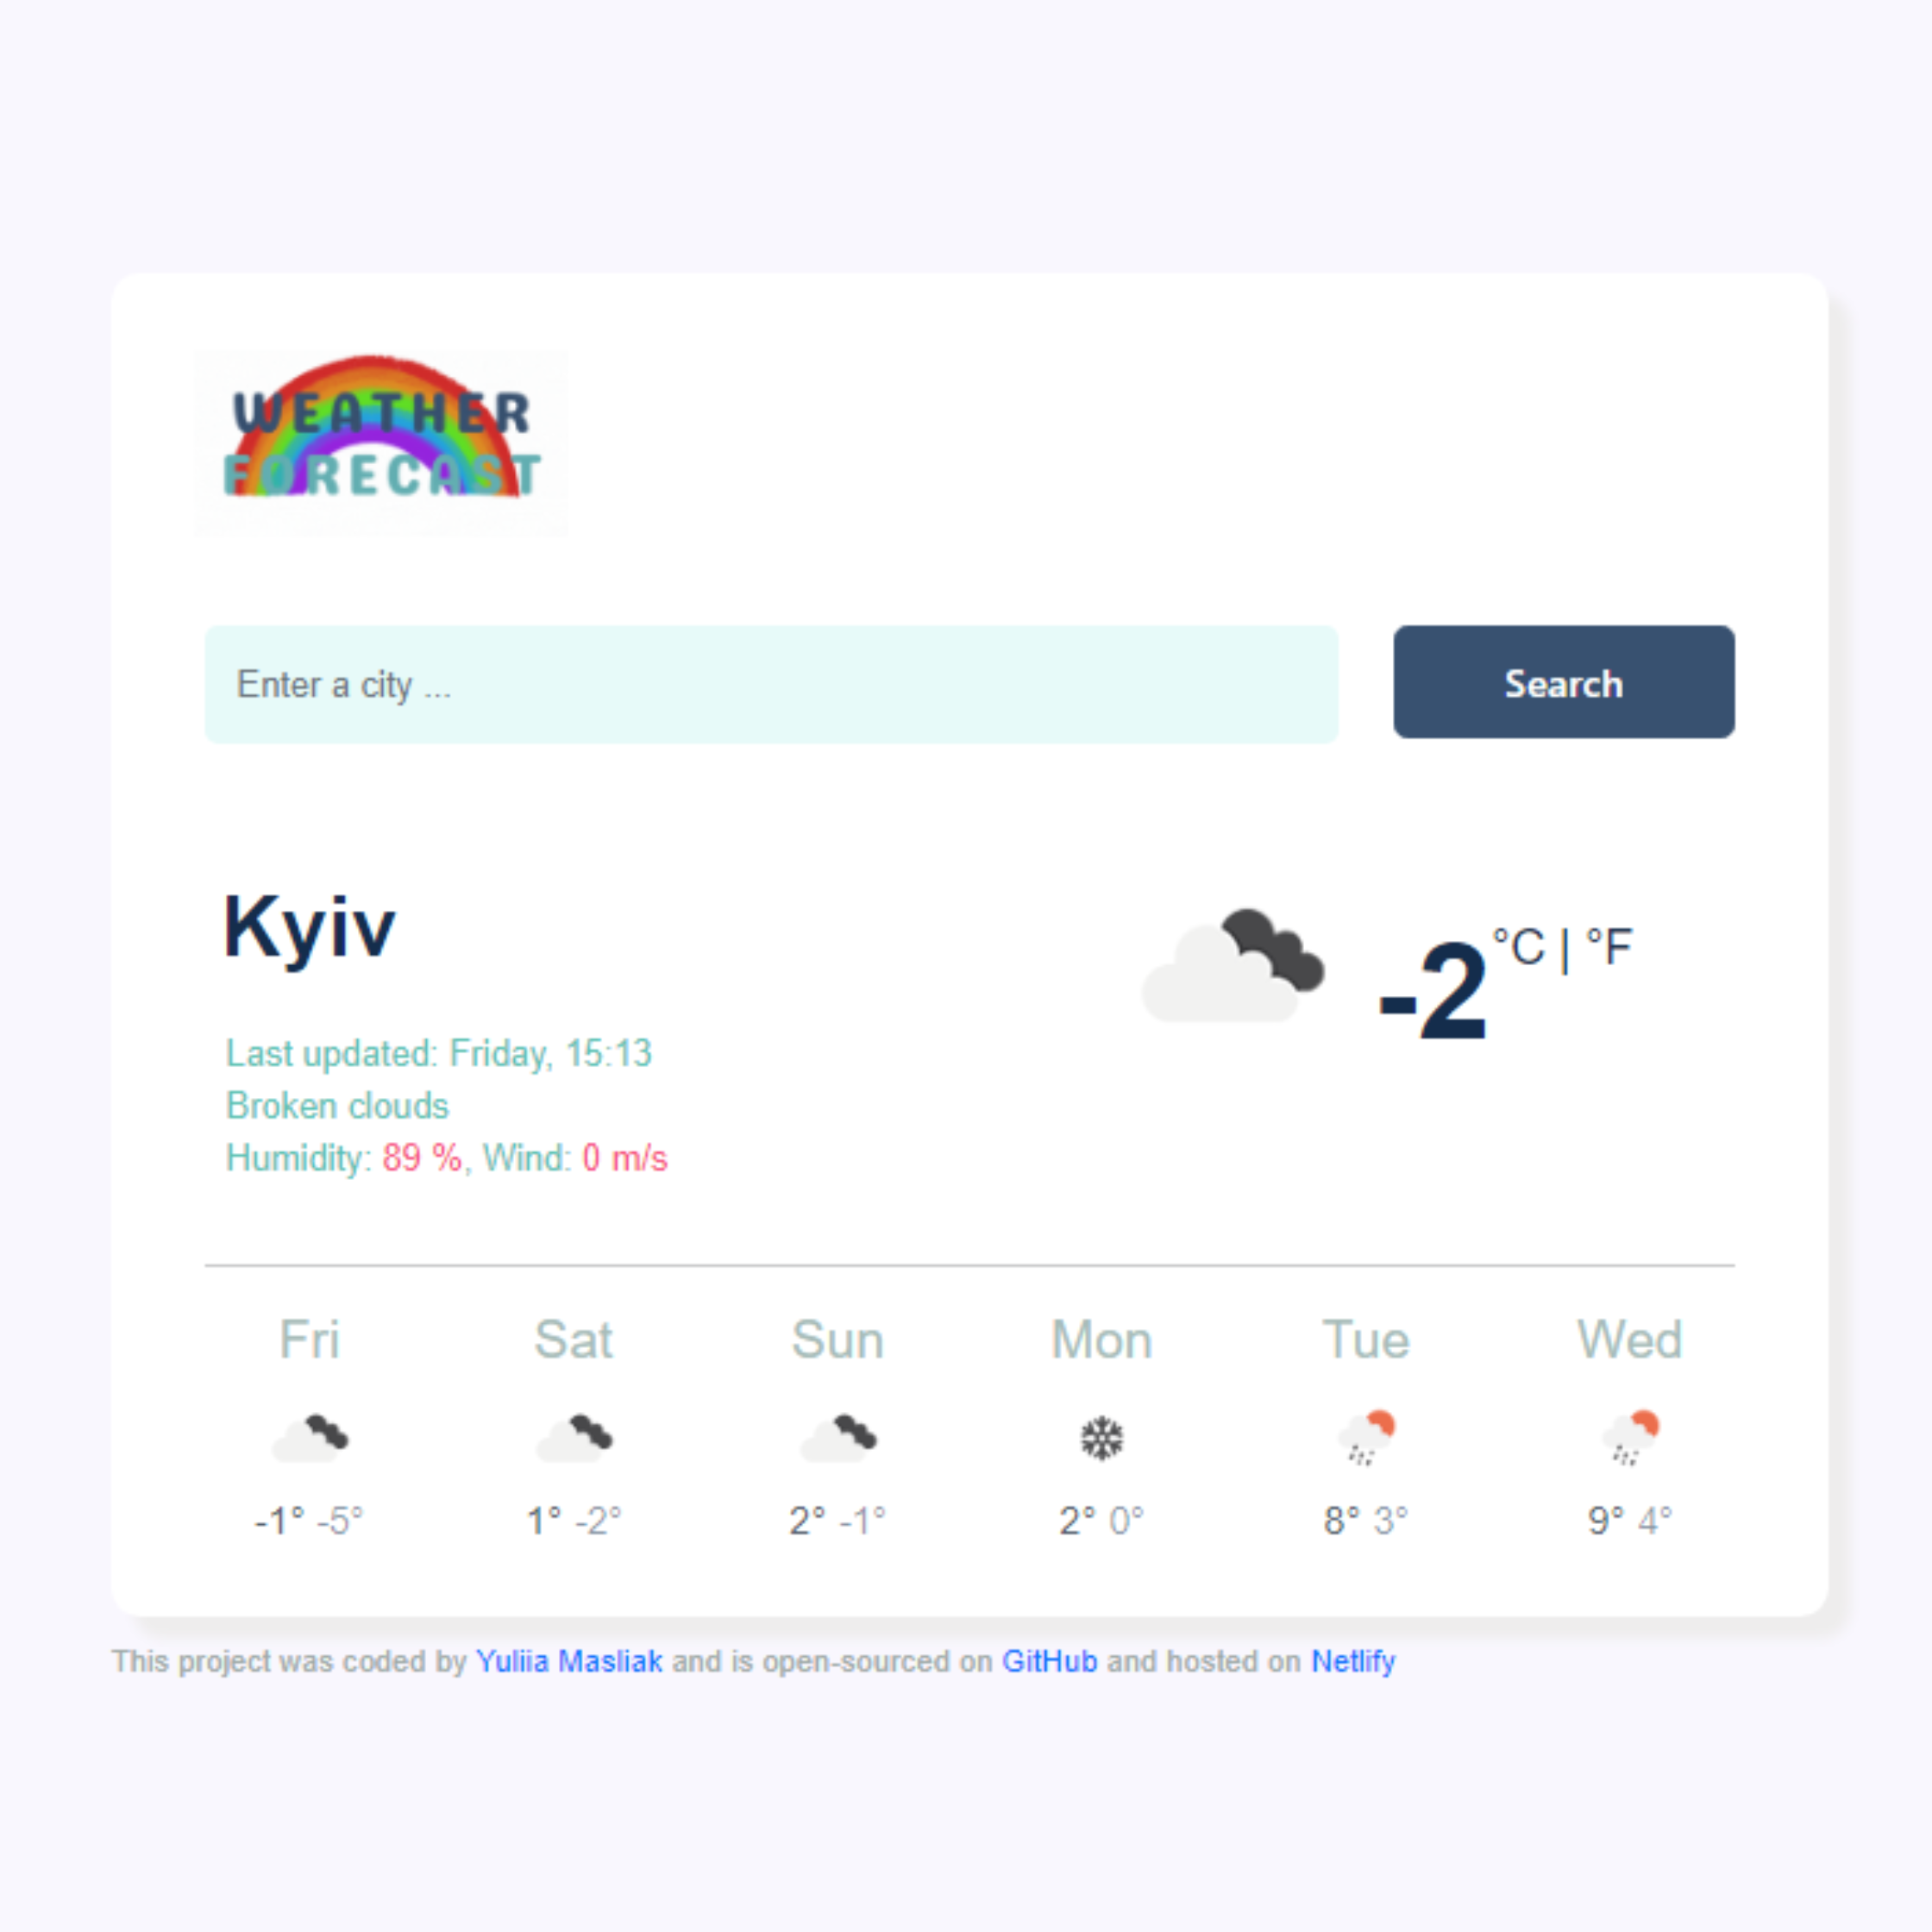 WEATHER
FORECAST
Enter a city ...
Search
Kyiv
-2 °C | °F
Last updated: Friday, 15:13
Broken clouds
Humidity: 89 %, Wind: 0 m/s
Fri Sat Sun Mon Tue Wed
-1° -5° 1° -2° 2° -1° 2° 0° 8° 3° 9° 4°
This project was coded by Yuliia Masliak and is open-sourced on GitHub and hosted on Netlify